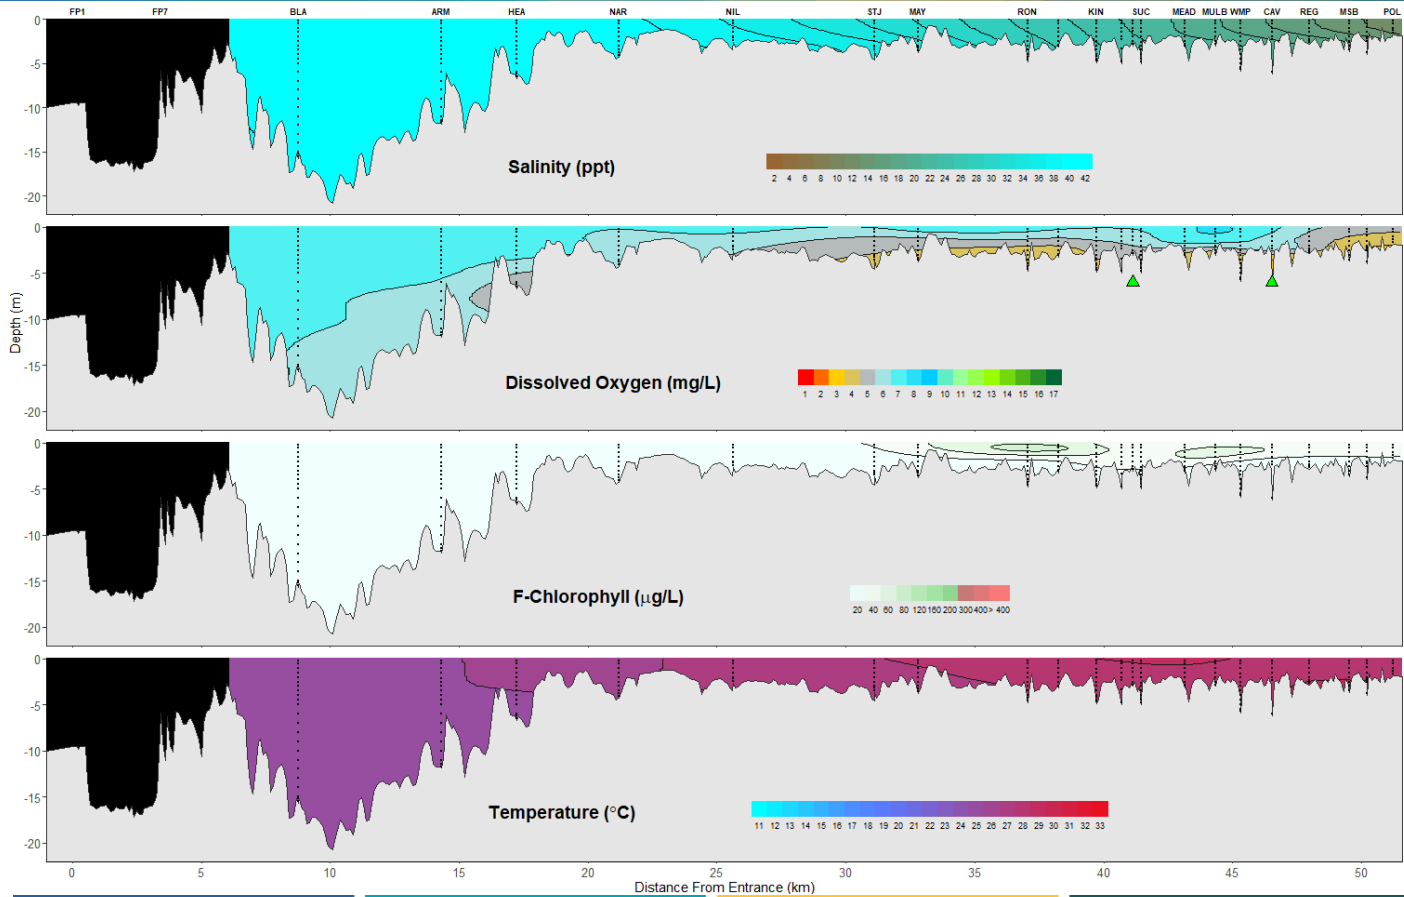 FP1 FP7 BLA ARM HEA NAR NIL STJ MAY RON KIN SUC MEAD MULB WMP CAV REG MSB POL
0
-5
-10
-15
-20
Salinity (ppt)
2 4 6 8 10 12 14 16 18 20 22 24 26 28 30 32 34 36 38 40 42
0
-5
-10
-15
-20
Depth (m)
Dissolved Oxygen (mg/L)
1 2 3 4 5 6 7 8 9 10 11 12 13 14 15 16 17
0
-5
-10
-15
-20
F-Chlorophyll (μg/L)
20 40 60 80 120 160 200 300 400 > 400
0
-5
-10
-15
-20
Temperature (°C)
11 12 13 14 15 16 17 18 19 20 21 22 23 24 25 26 27 28 29 30 31 32 33
0 5 10 15 20 25 30 35 40 45 50
Distance From Entrance (km)